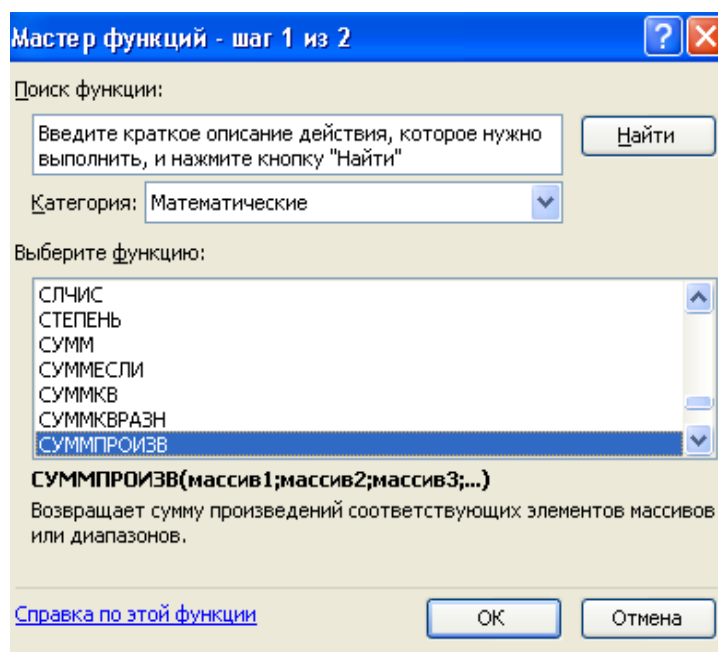 Мастер функций - шаг 1 из 2
Поиск функции:
Введите краткое описание действия, которое нужно
выполнить, и нажмите кнопку "Найти"
Найти
Категория: Математические
Выберите функцию:
СЛЧИС
СТЕПЕНЬ
СУММ
СУММЕСЛИ
СУММКВ
СУММКВРАЗН
СУММПРОИЗВ
СУММПРОИЗВ(массив1;массив2;массив3;...)
Возвращает сумму произведений соответствующих элементов массивов
или диапазонов.
Справка по этой функции
ОК
Отмена